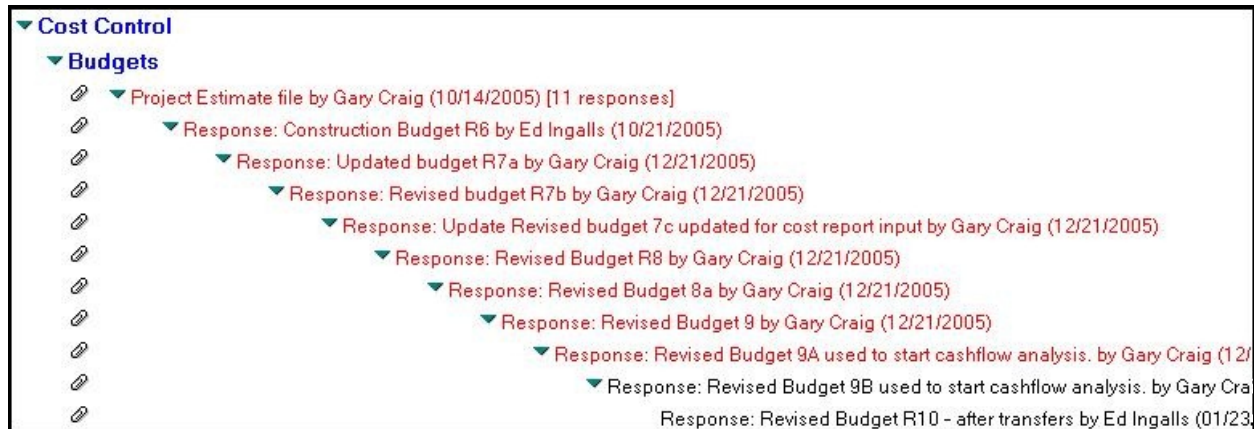 Cost Control
Budgets
Project Estimate file by Gary Craig (10/14/2005) [11 responses]
Response: Construction Budget R6 by Ed Ingalls (10/21/2005)
Response: Updated budget R7a by Gary Craig (12/21/2005)
Response: Revised budget R7b by Gary Craig (12/21/2005)
Response: Update Revised budget 7c updated for cost report input by Gary Craig (12/21/2005)
Response: Revised Budget R8 by Gary Craig (12/21/2005)
Response: Revised Budget 8a by Gary Craig (12/21/2005)
Response: Revised Budget 9 by Gary Craig (12/21/2005)
Response: Revised Budget 9A used to start cashflow analysis. by Gary Craig (12/
Response: Revised Budget 9B used to start cashflow analysis. by Gary Cra
Response: Revised Budget R10 - after transfers by Ed Ingalls (01/23